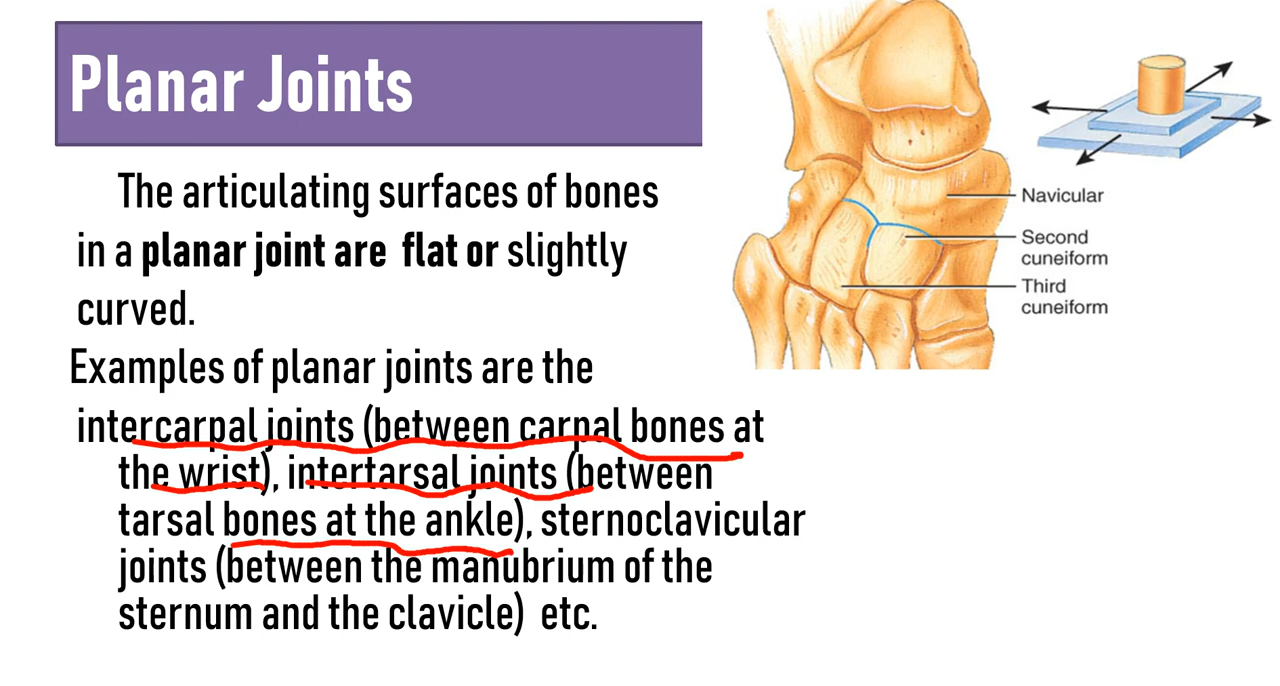 Planar Joints
The articulating surfaces of bones
in a planar joint are flat or slightly
curved.
Examples of planar joints are the
intercarpal joints (between carpal bones at
the wrist), intertarsal joints (between
tarsal bones at the ankle), sternoclavicular
joints (between the manubrium of the
sternum and the clavicle) etc.
Navicular
Second
cuneiform
Third
cuneiform